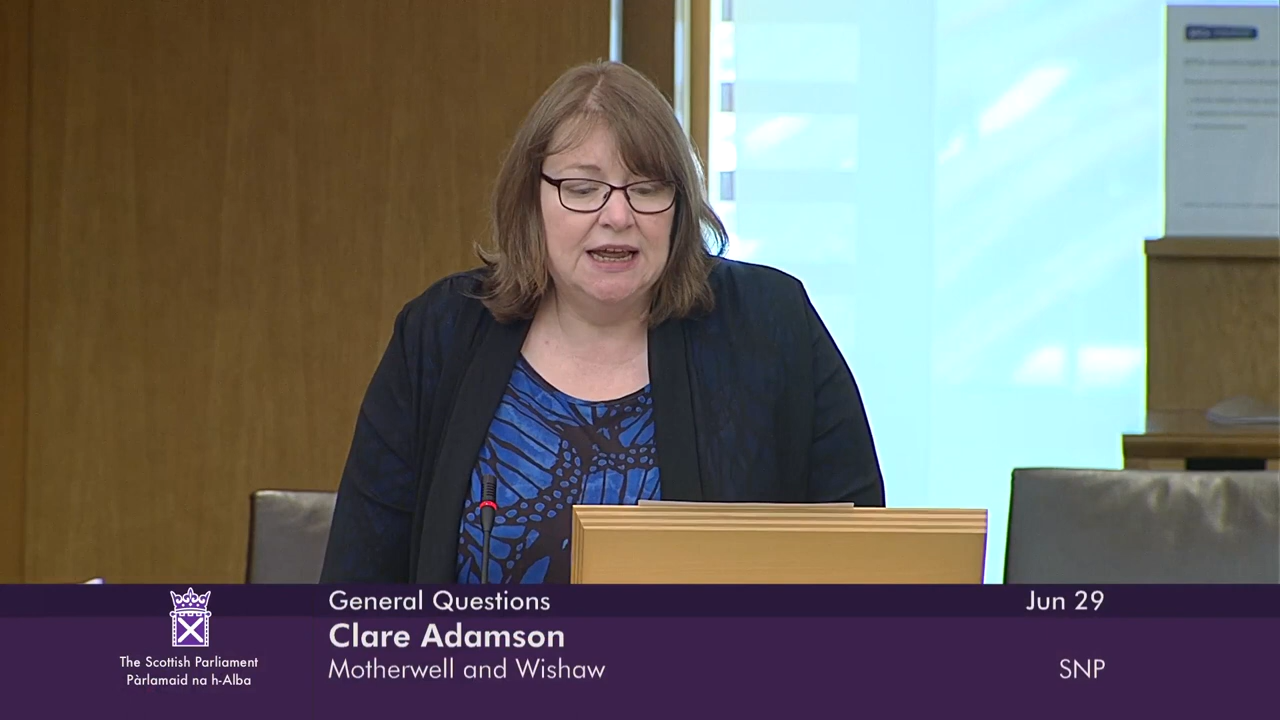 General Questions
Jun 29
Clare Adamson
Motherwell and Wishaw
SNP
The Scottish Parliament
Pàrlamaid na h-Alba